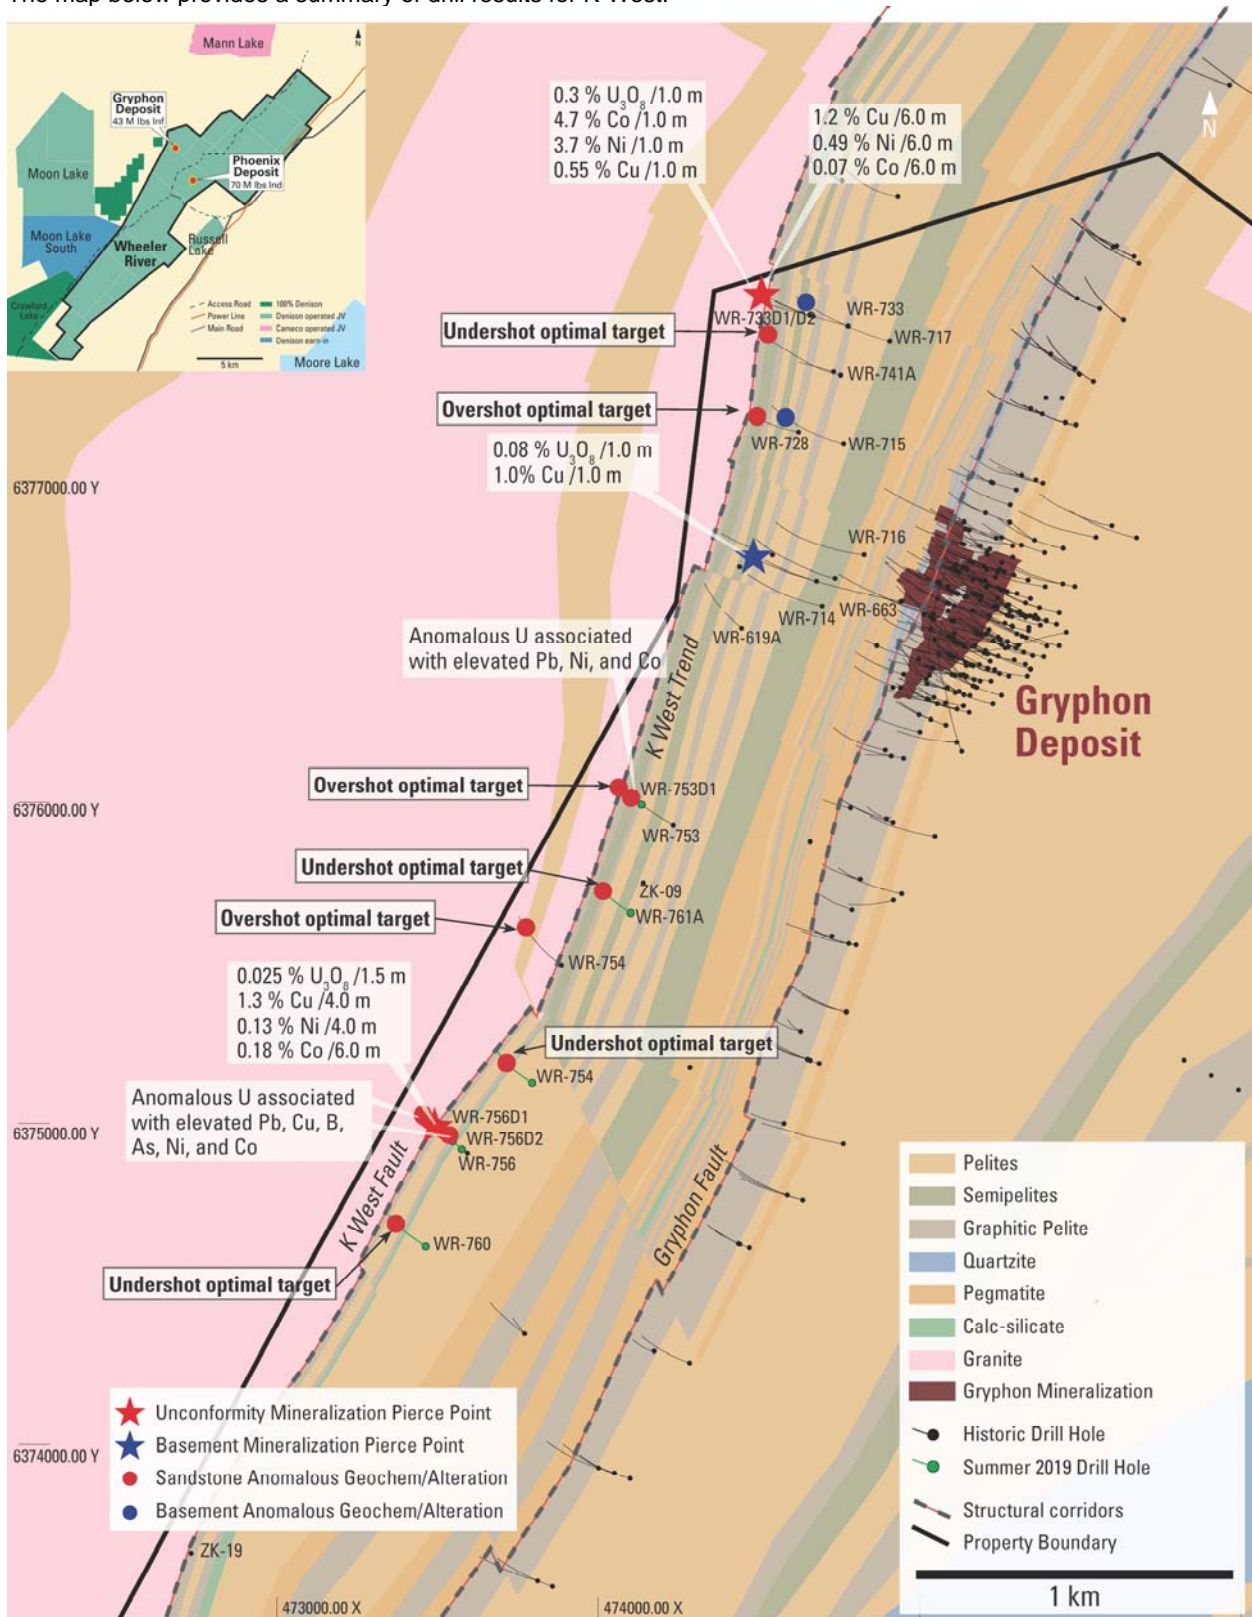 The map below provides a summary of drill results for K West.
Mann Lake
N
Gryphon
Deposit
43 M lbs Inf
Phoenix
Deposit
70 M lbs Ind
Moon Lake
Moon Lake
South
Wheeler
River
Russell
Lake
Crawford
Lake
Access Road
Power Line
Main Road
100% Denison
Denison operated JV
Cameco operated JV
Denison earn-in
5 km
Moore Lake
0.3 % U3O8 /1.0 m
4.7 % Co /1.0 m
3.7 % Ni /1.0 m
0.55 % Cu /1.0 m
1.2 % Cu /6.0 m
0.49 % Ni /6.0 m
0.07 % Co /6.0 m
N
WR-733D1/D2
WR-733
WR-717
Undershot optimal target
WR-741A
Overshot optimal target
WR-728
WR-715
0.08 % U3O8 /1.0 m
1.0% Cu /1.0 m
6377000.00 Y
WR-716
WR-714
WR-663
WR-619A
Anomalous U associated
with elevated Pb, Ni, and Co
K West Trend
Gryphon
Deposit
Overshot optimal target
WR-753D1
WR-753
6376000.00 Y
Undershot optimal target
ZK-09
WR-761A
Overshot optimal target
WR-754
0.025 % U3O8 /1.5 m
1.3 % Cu /4.0 m
0.13 % Ni /4.0 m
0.18 % Co /6.0 m
Undershot optimal target
WR-754
Anomalous U associated
with elevated Pb, Cu, B,
As, Ni, and Co
WR-756D1
WR-756D2
WR-756
6375000.00 Y
K West Fault
Gryphon Fault
WR-760
Undershot optimal target
Pelites
Semipelites
Graphitic Pelite
Quartzite
Pegmatite
Calc-silicate
Granite
Gryphon Mineralization
Historic Drill Hole
Summer 2019 Drill Hole
Structural corridors
Property Boundary
1 km
Unconformity Mineralization Pierce Point
Basement Mineralization Pierce Point
Sandstone Anomalous Geochem/Alteration
Basement Anomalous Geochem/Alteration
6374000.00 Y
ZK-19
473000.00 X
474000.00 X